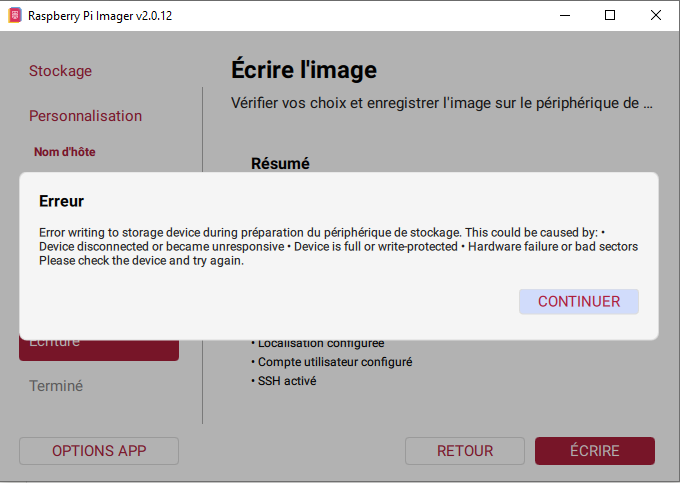 Raspberry Pi Imager v2.0.12
Stockage
Personnalisation
Nom d'hôte
Écrire l'image
Vérifier vos choix et enregistrer l'image sur le périphérique de ...
Résumé
Erreur
Error writing to storage device during préparation du périphérique de stockage. This could be caused by: •
Device disconnected or became unresponsive • Device is full or write-protected • Hardware failure or bad sectors
Please check the device and try again.
CONTINUER
Écriture
Terminé
• Localisation configurée
• Compte utilisateur configuré
• SSH activé
OPTIONS APP
RETOUR
ÉCRIRE